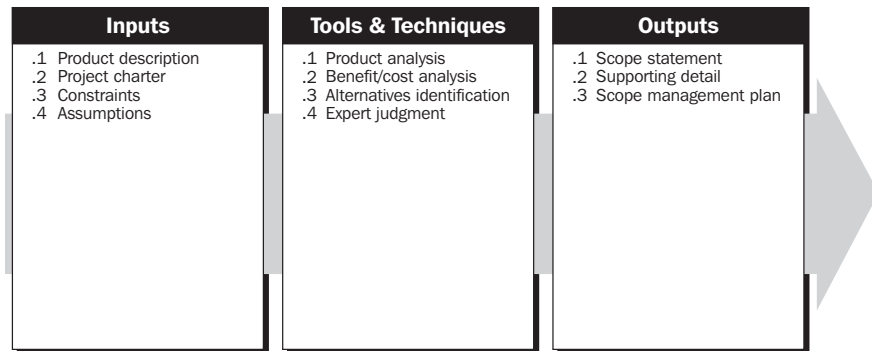 Inputs
.1 Product description
.2 Project charter
.3 Constraints
.4 Assumptions
Tools & Techniques
.1 Product analysis
.2 Benefit/cost analysis
.3 Alternatives identification
.4 Expert judgment
Outputs
.1 Scope statement
.2 Supporting detail
.3 Scope management plan